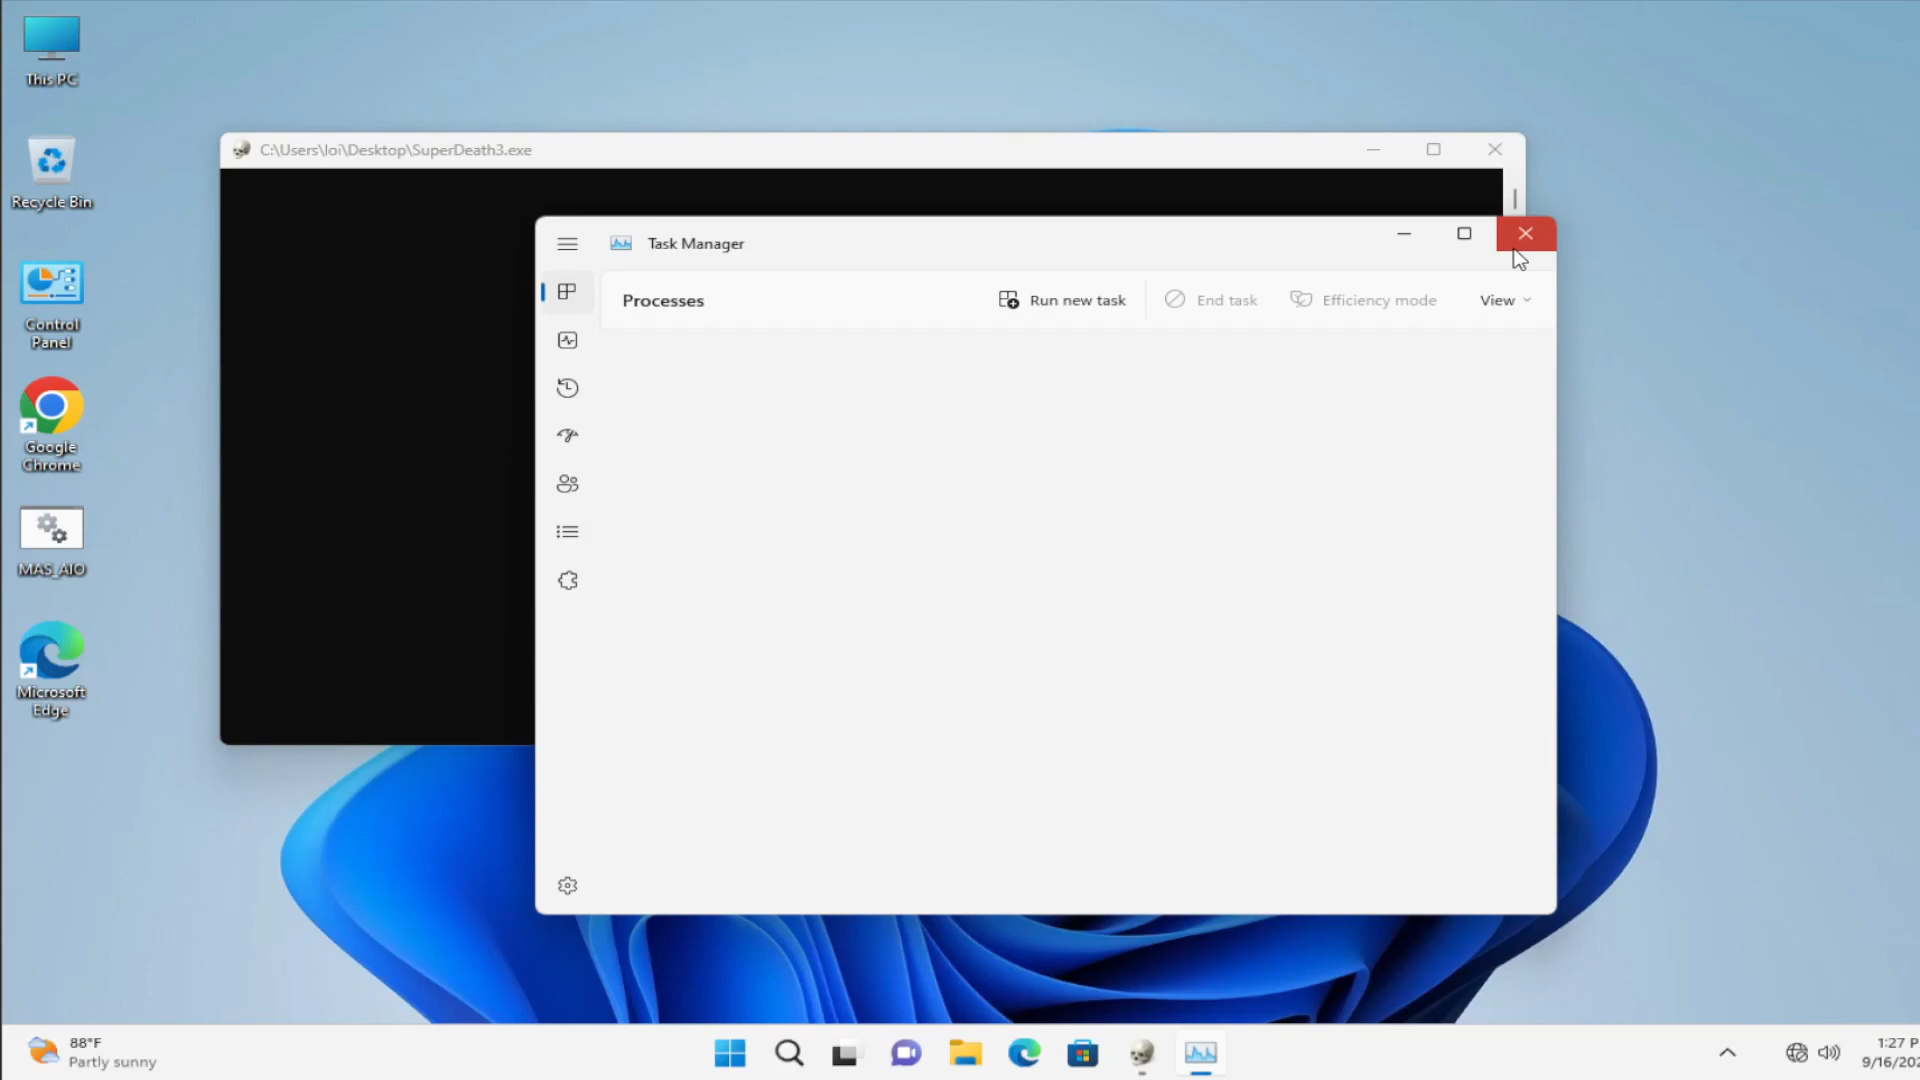 This PC
Recycle Bin
Control
Panel
Google
Chrome
MAS_AIO
Microsoft
Edge
C:\Users\loi\Desktop\SuperDeath3.exe
Task Manager
Processes
Run new task
End task
Efficiency mode
View
88°F
Partly sunny
1:27 P
9/16/202